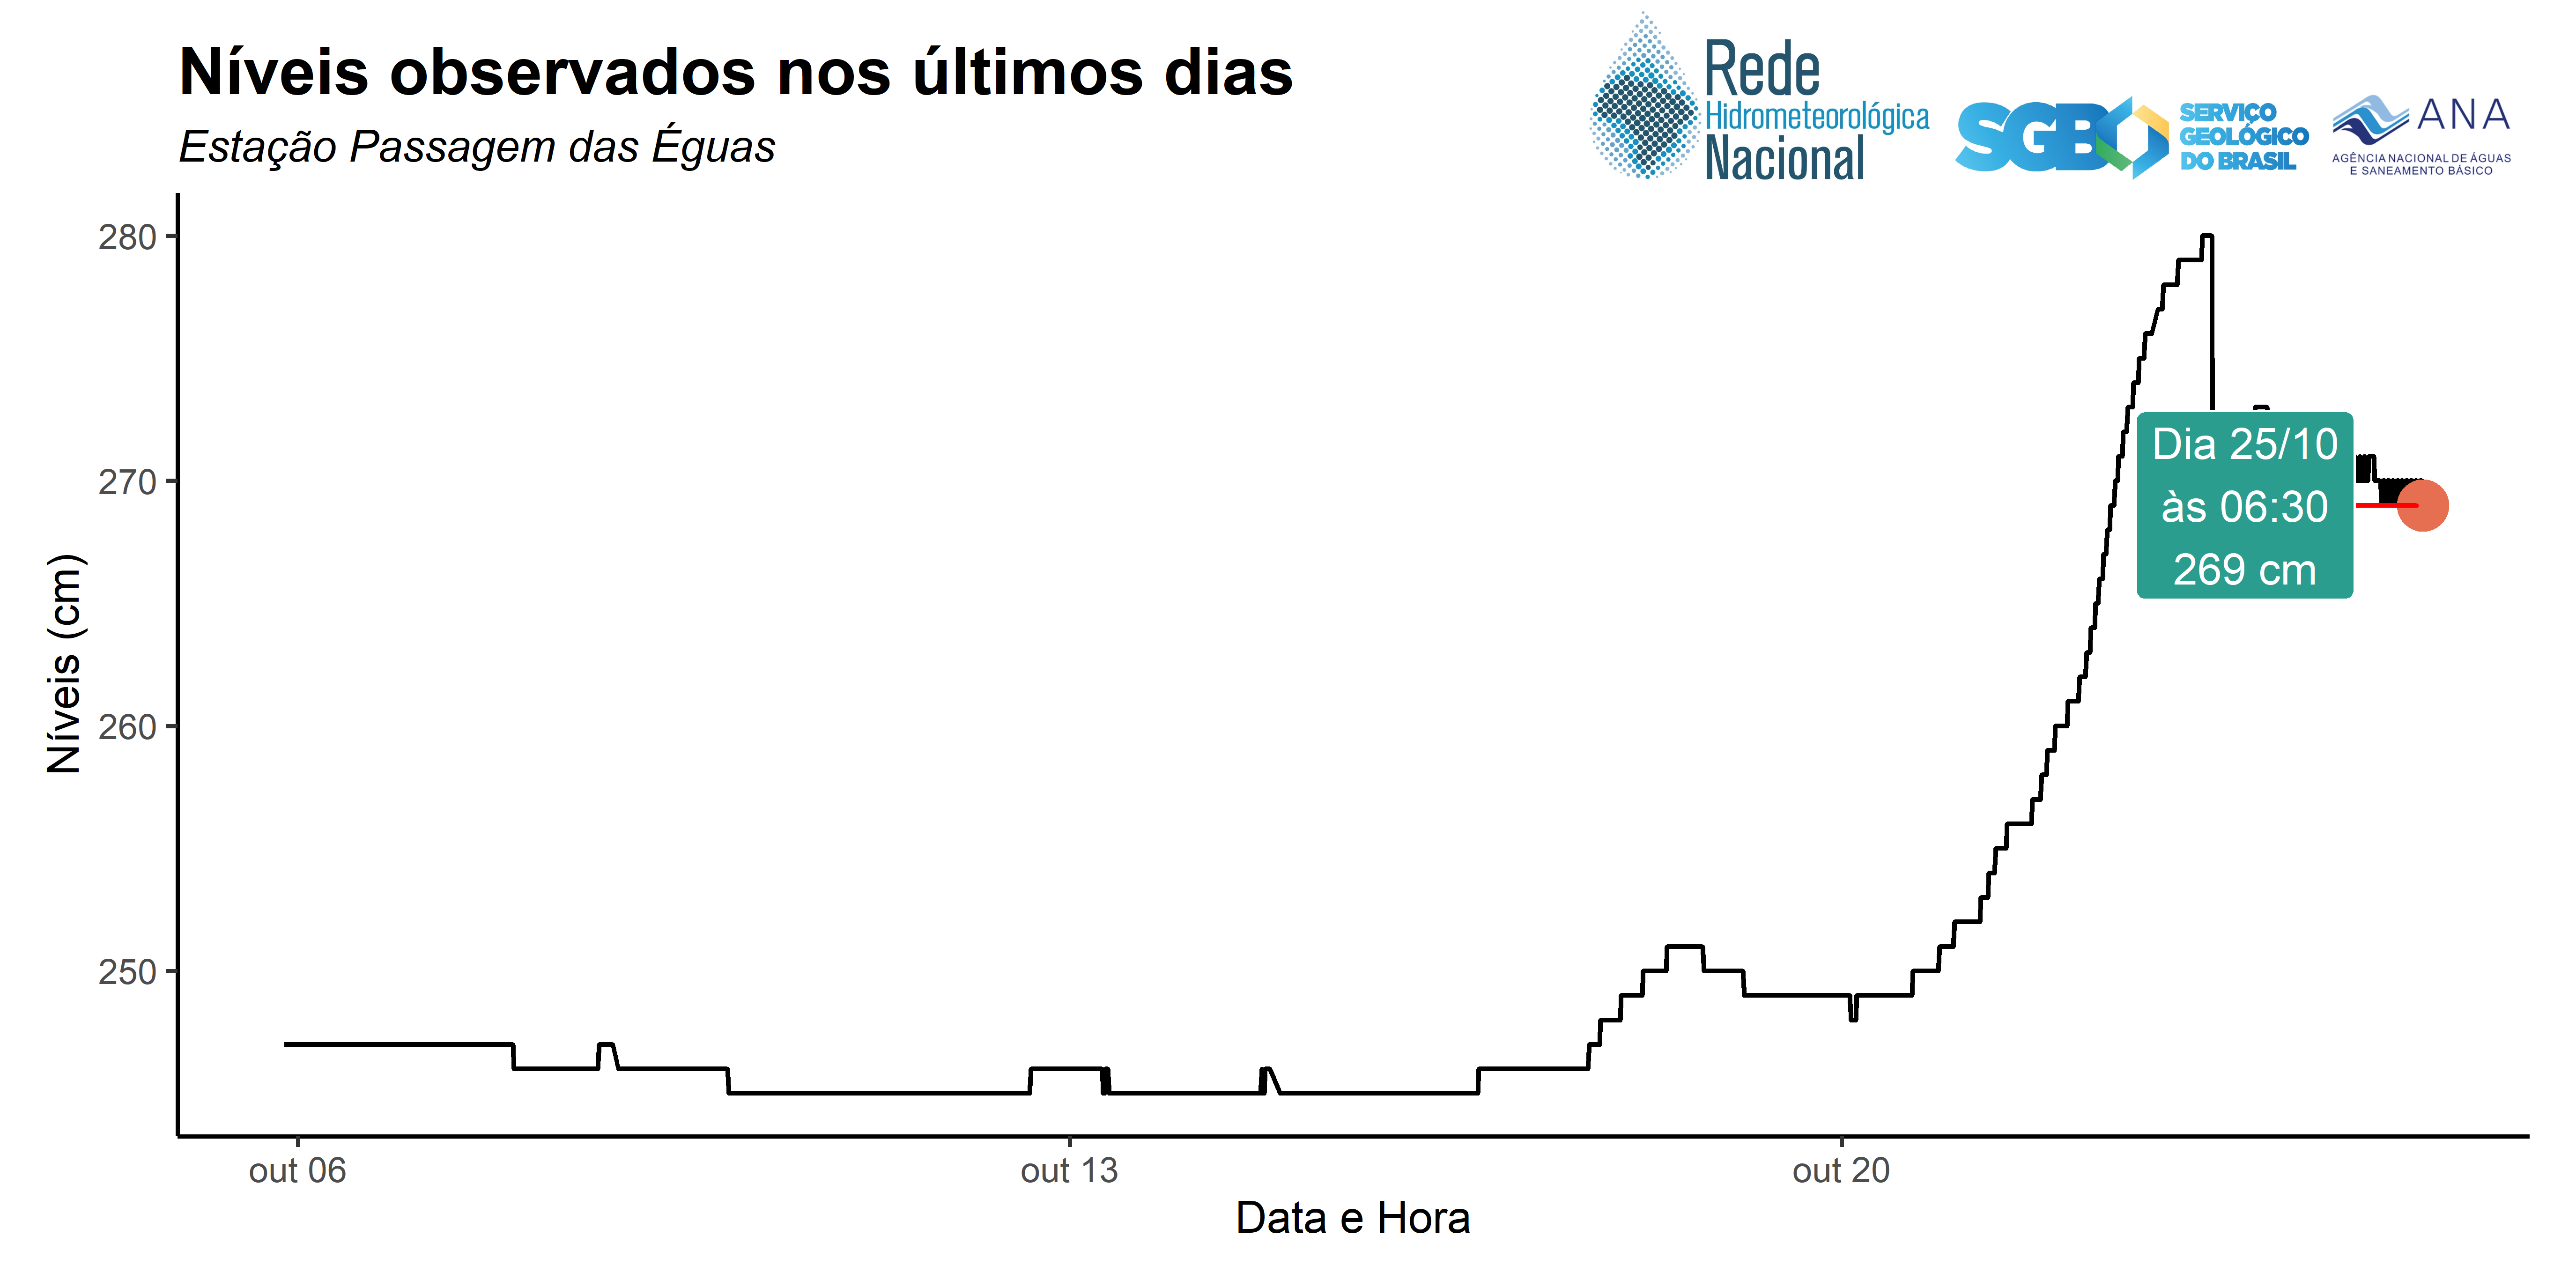 Níveis observados nos últimos dias
Estação Passagem das Éguas
Rede
Hidrometeorológica
Nacional
SGB
SERVIÇO
GEOLÓGICO
DO BRASIL
ANA
AGÊNCIA NACIONAL DE ÁGUAS
E SANEAMENTO BÁSICO
280
270
260
250
Níveis (cm)
Dia 25/10
às 06:30
269 cm
out 06
out 13
out 20
Data e Hora